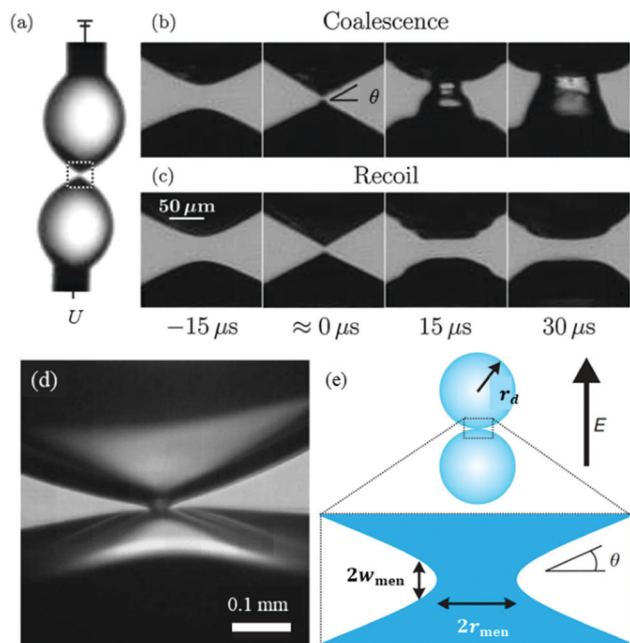 (a)
U
(b)
Coalescence
θ
(c)
Recoil
50 μm
−15 μs
≈ 0 μs
15 μs
30 μs
(d)
0.1 mm
(e)
r_d
E
2w_men
2r_men
θ